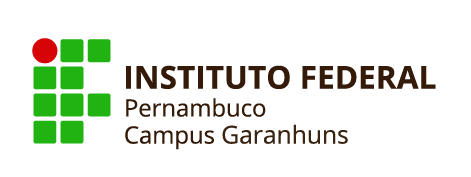 INSTITUTO FEDERAL
Pernambuco
Campus Garanhuns